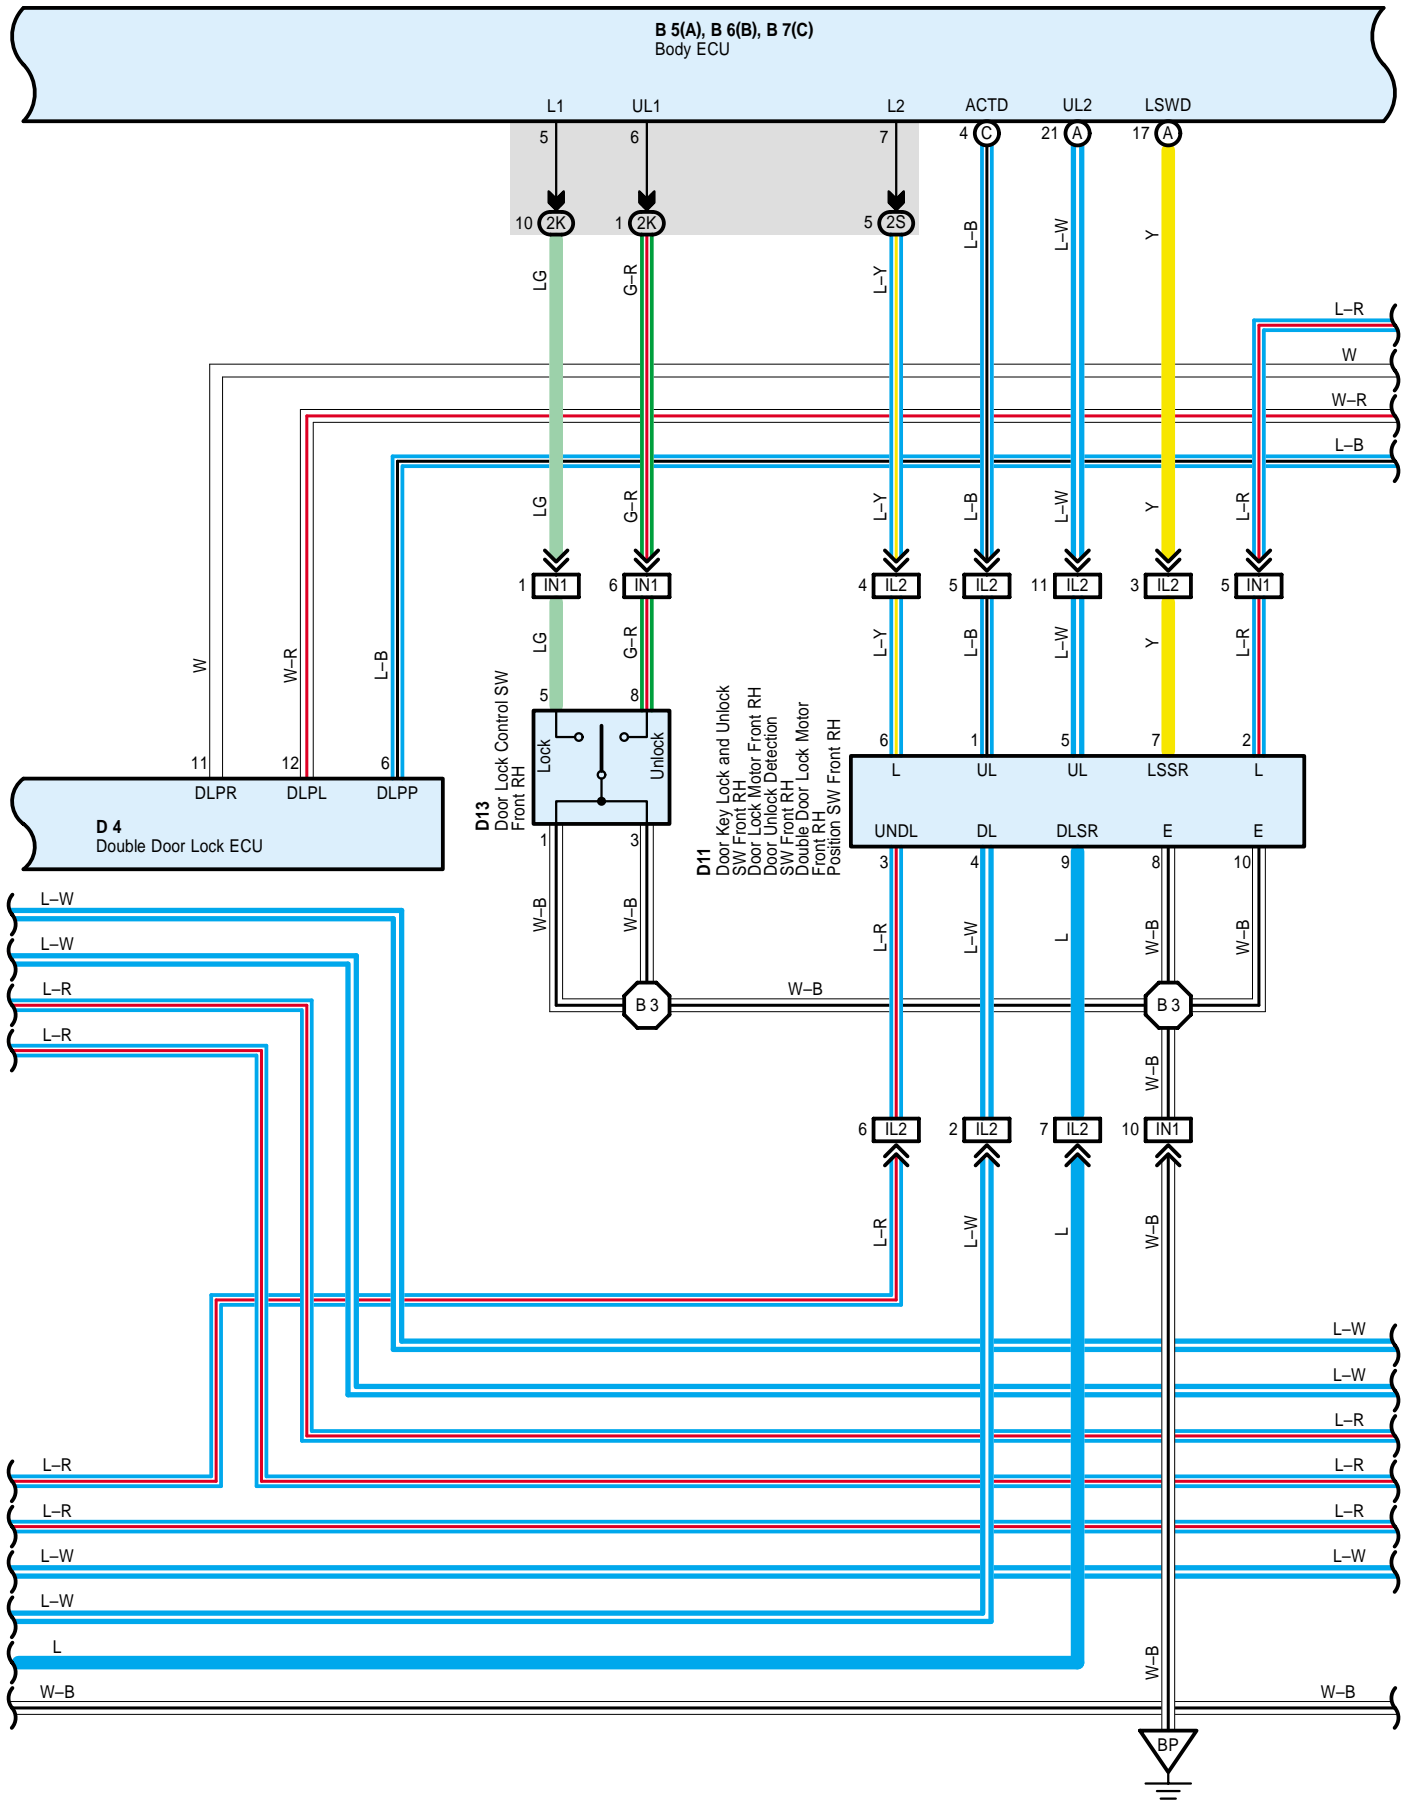 B 5(A), B 6(B), B 7(C)
Body ECU
L1 UL1 L2 ACTD UL2 LSWD
5 6 7 4 C 21 A 17 A
10 2K 1 2K 5 2S
LG G–R L–Y L–B L–W Y
L–R
W
W–R
L–B
LG G–R L–Y L–B L–W Y L–R
1 IN1 6 IN1 4 IL2 5 IL2 11 IL2 3 IL2 5 IN1
W W–R L–B LG G–R L–Y L–B L–W Y L–R
5 8 6 1 5 7 2
11 12 6
DLPR DLPL DLPP
D 4
Double Door Lock ECU
D13
Door Lock Control SW
Front RH
Lock Unlock
1 3
D11
Door Key Lock and Unlock
SW Front RH
Door Lock Motor Front RH
Door Unlock Detection
SW Front RH
Double Door Lock Motor
Front RH
Position SW Front RH
L UL UL LSSR L
UNDL DL DLSR E E
3 4 9 8 10
L–W
L–W
L–R
L–R
W–B W–B L–R L–W L W–B W–B
B 3 W–B B 3
W–B
6 IL2 2 IL2 7 IL2 10 IN1
L–R L–W L W–B
L–W
L–W
L–R
L–R L–R
L–R L–R
L–W L–W
L–W
L
W–B
W–B W–B
BP